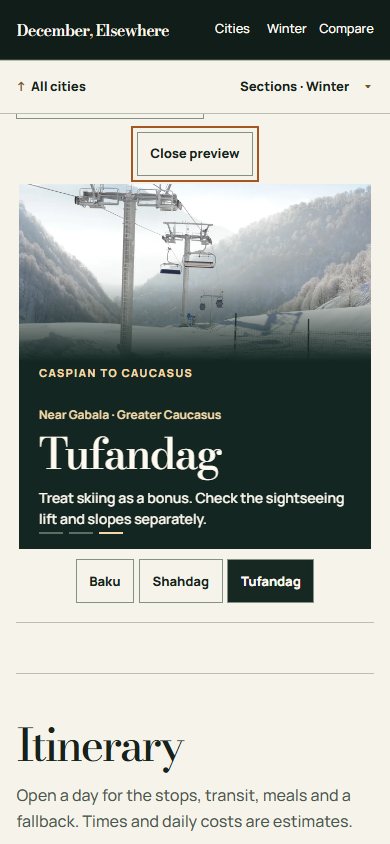 December, Elsewhere
Cities Winter Compare
↑ All cities
Sections · Winter
Close preview
CASPIAN TO CAUCASUS
Near Gabala · Greater Caucasus
Tufandag
Treat skiing as a bonus. Check the sightseeing
lift and slopes separately.
Baku Shahdag Tufandag
Itinerary
Open a day for the stops, transit, meals and a
fallback. Times and daily costs are estimates.